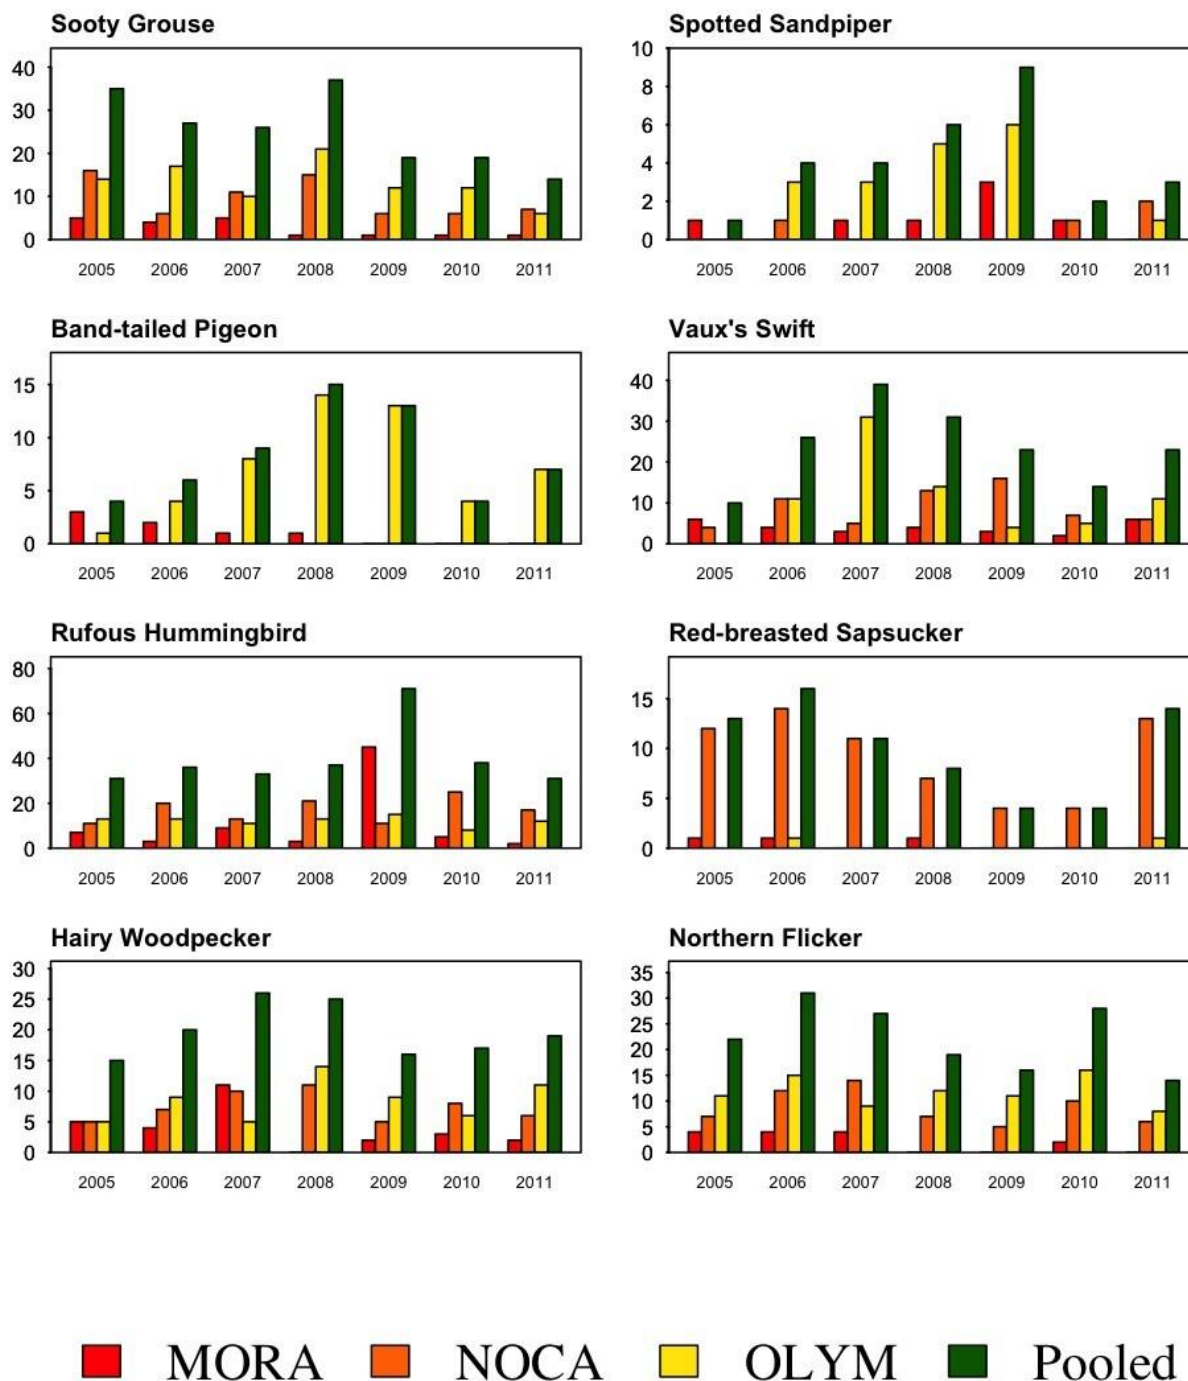 Sooty Grouse
40
30
20
10
0
2005 2006 2007 2008 2009 2010 2011
Spotted Sandpiper
10
8
6
4
2
0
2005 2006 2007 2008 2009 2010 2011
Band-tailed Pigeon
15
10
5
0
2005 2006 2007 2008 2009 2010 2011
Vaux's Swift
40
30
20
10
0
2005 2006 2007 2008 2009 2010 2011
Rufous Hummingbird
80
60
40
20
0
2005 2006 2007 2008 2009 2010 2011
Red-breasted Sapsucker
15
10
5
0
2005 2006 2007 2008 2009 2010 2011
Hairy Woodpecker
30
25
20
15
10
5
0
2005 2006 2007 2008 2009 2010 2011
Northern Flicker
35
30
25
20
15
10
5
0
2005 2006 2007 2008 2009 2010 2011
MORA NOCA OLYM Pooled